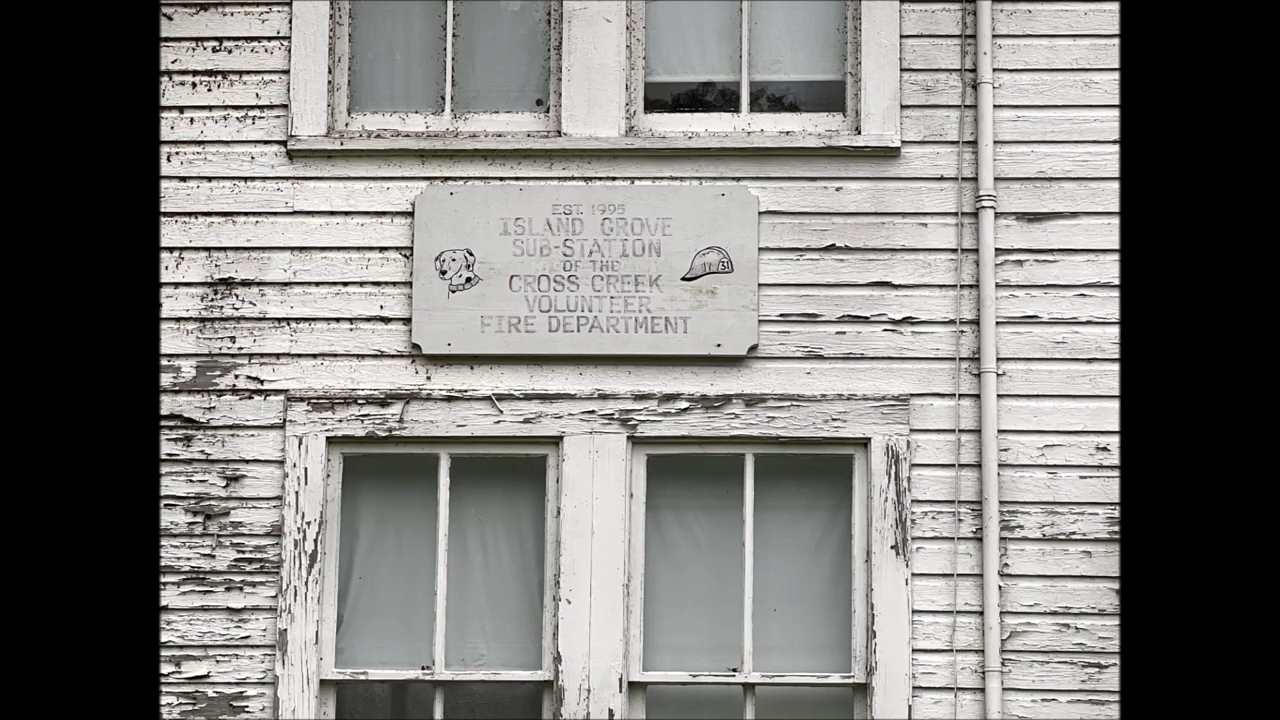 EST. 1995
ISLAND GROVE
SUB-STATION
OF THE
CROSS CREEK
VOLUNTEER
FIRE DEPARTMENT
31